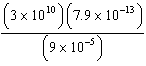 (3 × 10^10)(7.9 × 10^-13)
(9 × 10^-5)